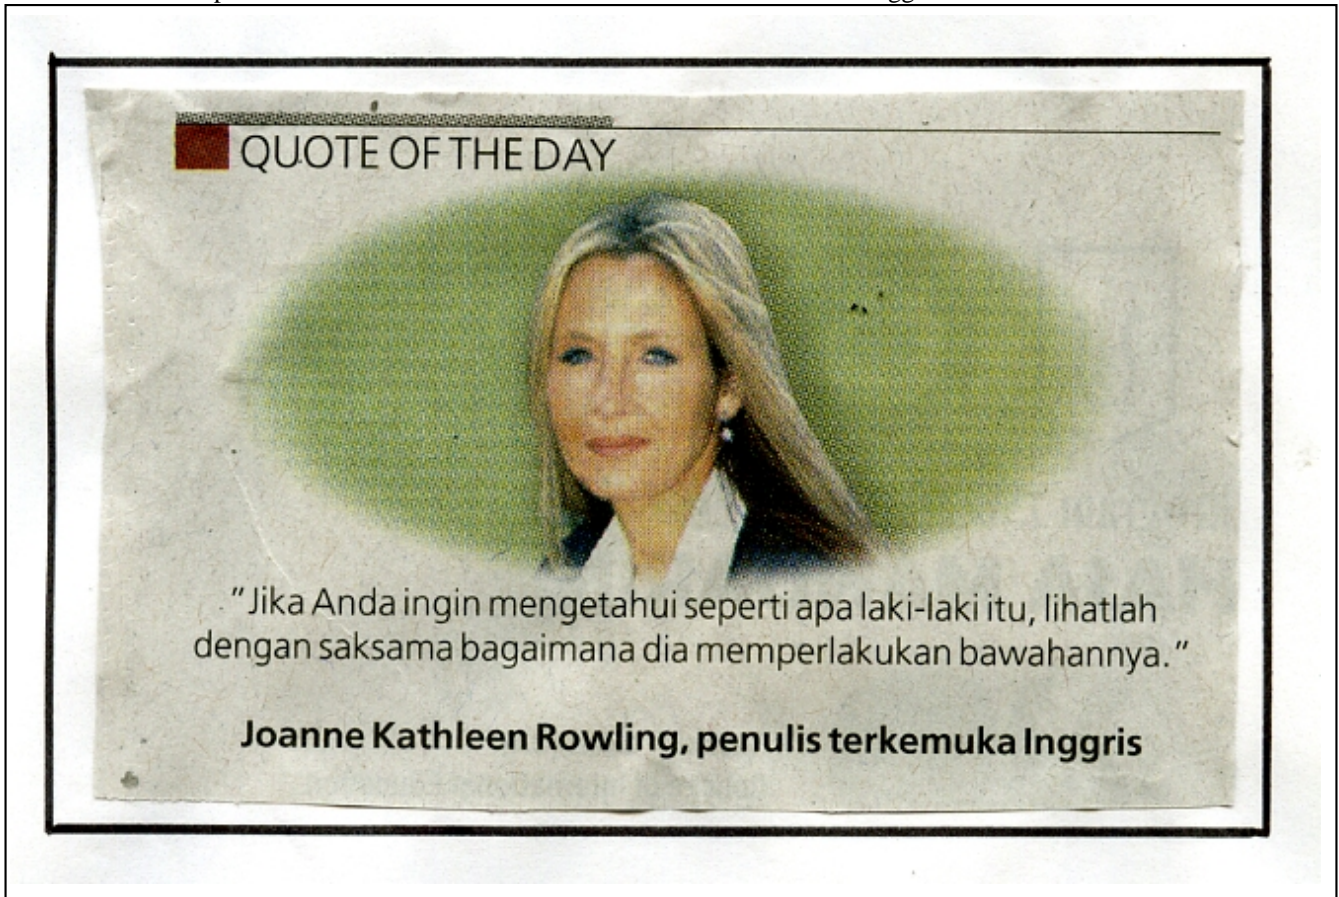 QUOTE OF THE DAY
"Jika Anda ingin mengetahui seperti apa laki-laki itu, lihatlah
dengan saksama bagaimana dia memperlakukan bawahannya."
Joanne Kathleen Rowling, penulis terkemuka Inggris